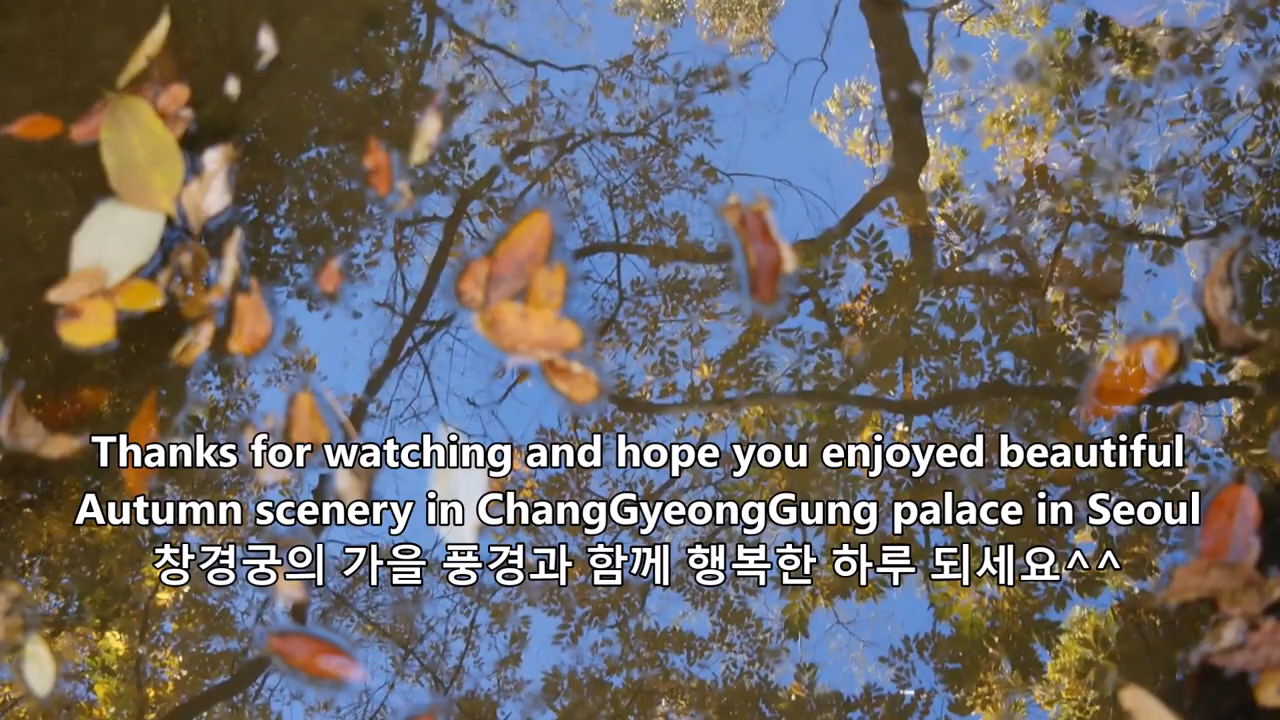 Thanks for watching and hope you enjoyed beautiful
Autumn scenery in ChangGyeongGung palace in Seoul
창경궁의 가을 풍경과 함께 행복한 하루 되세요^^